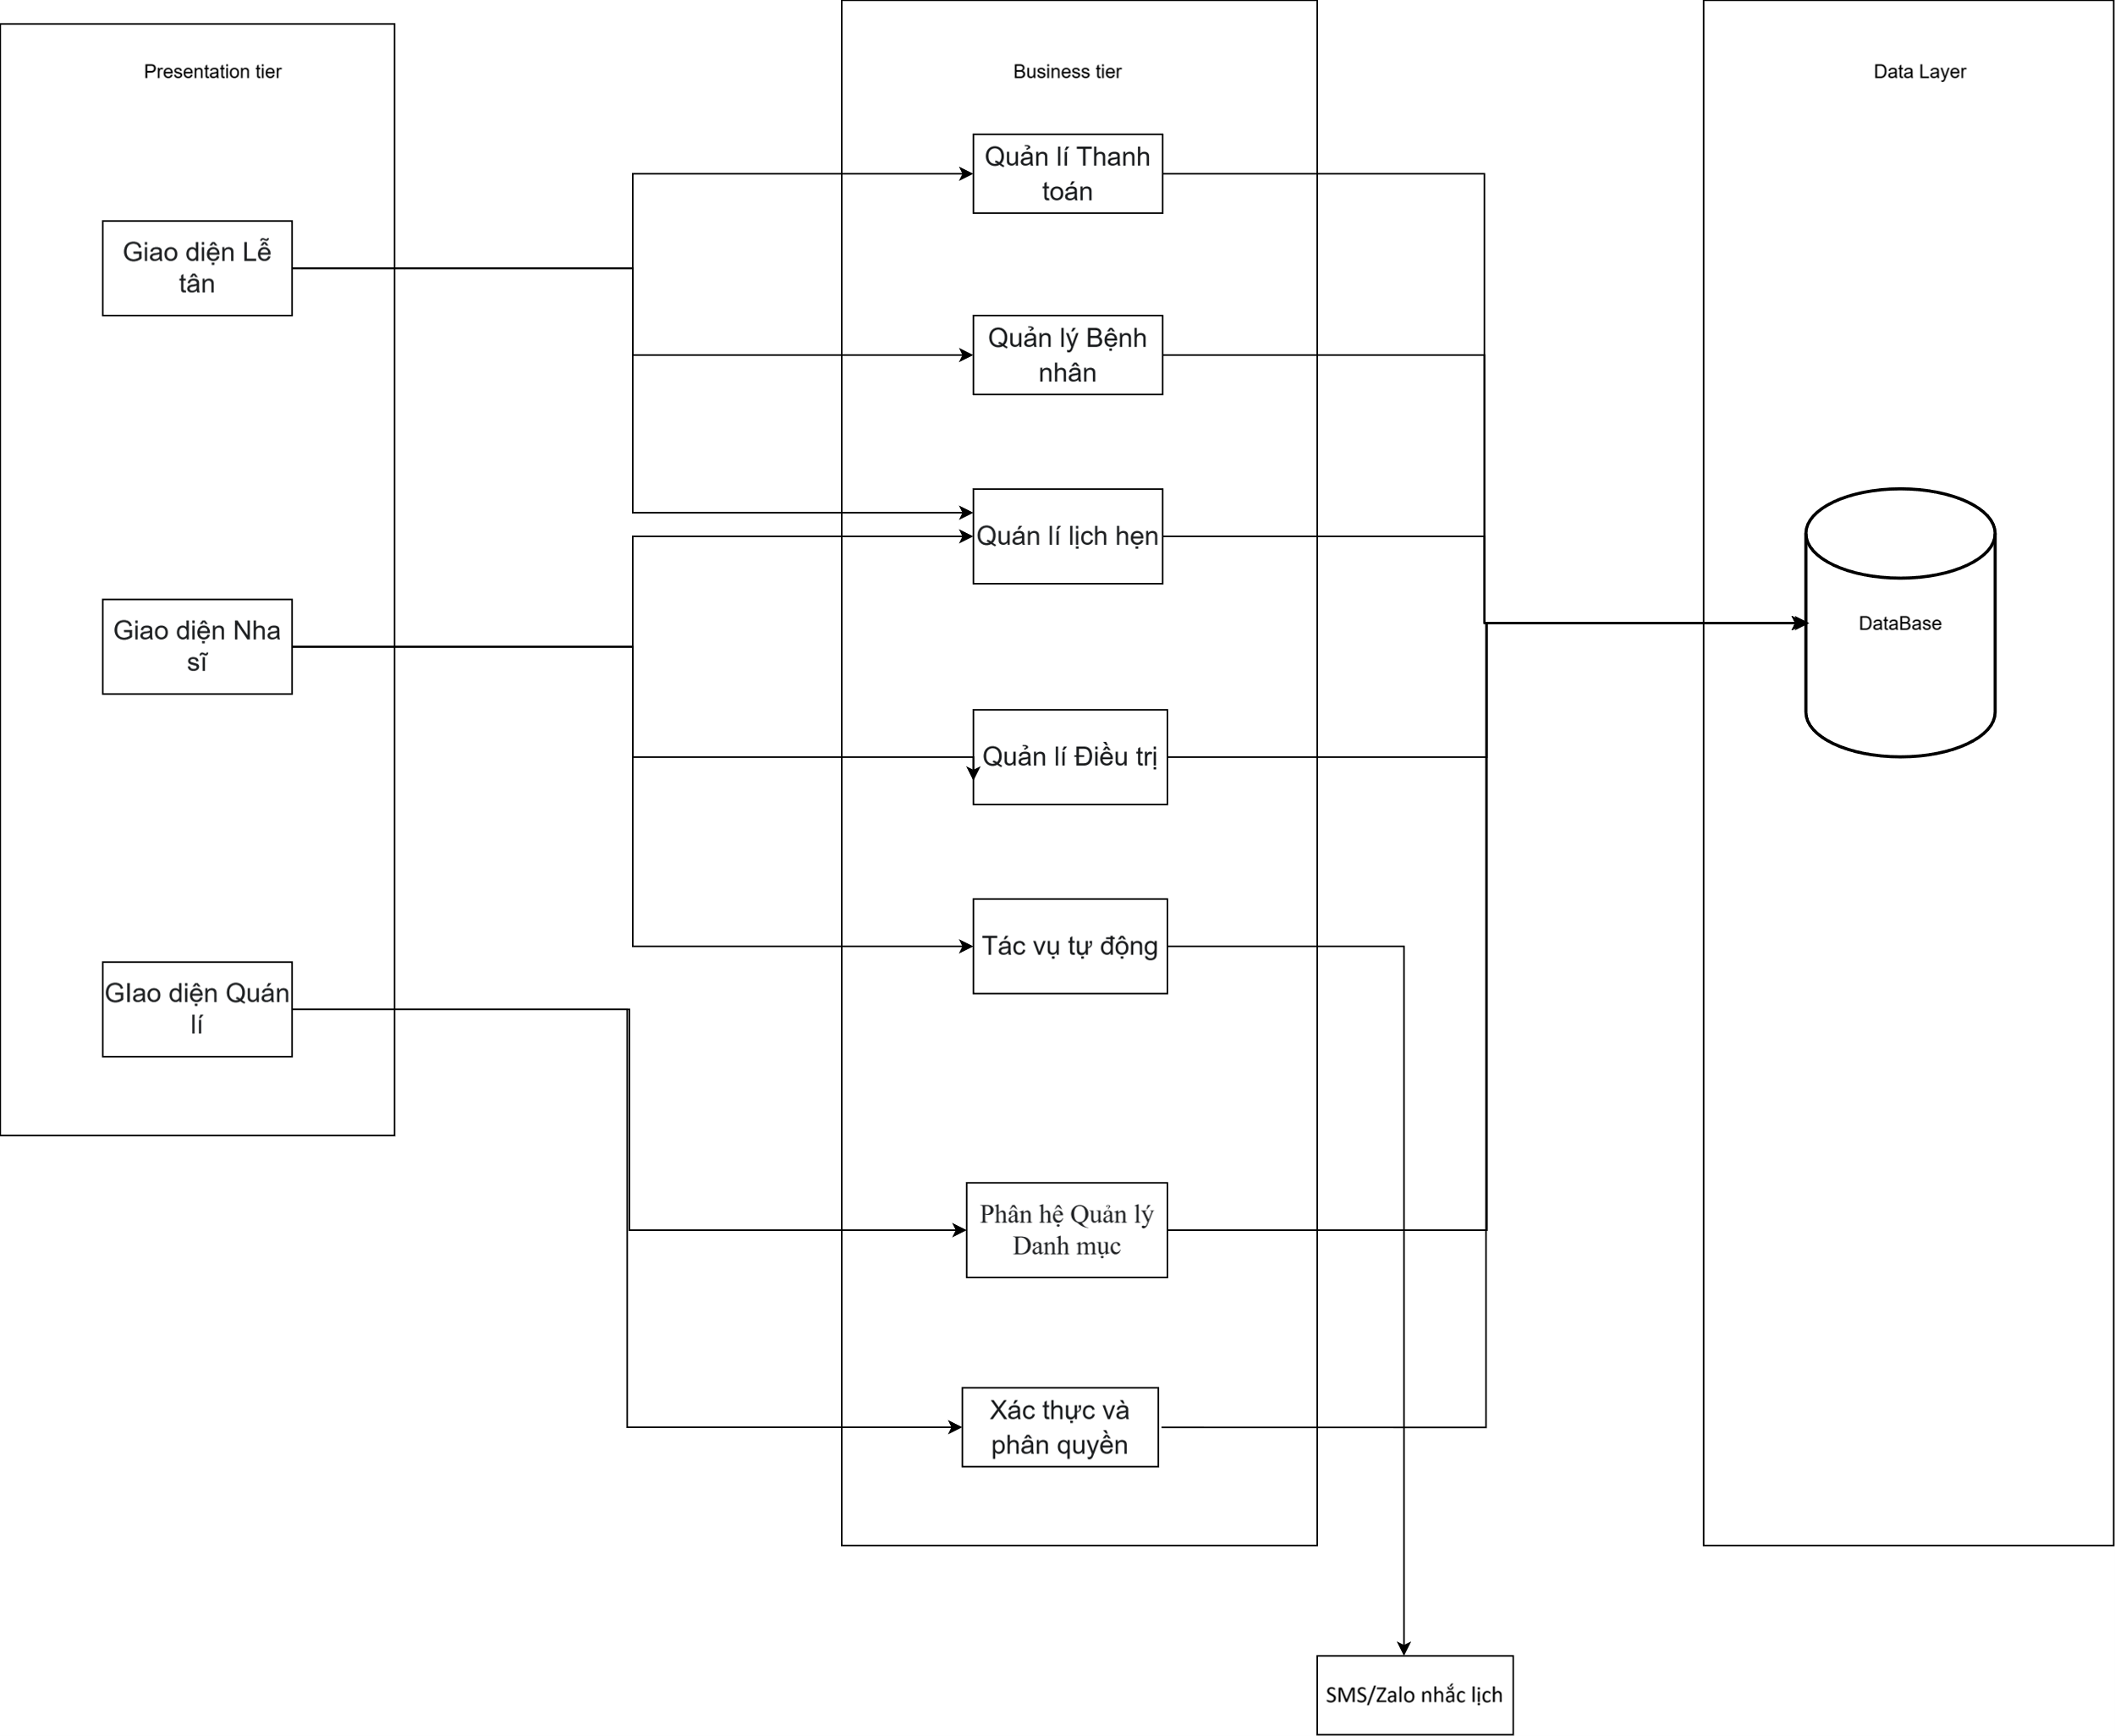 Presentation tier
Giao diện Lễ
tân
Giao diện Nha
sĩ
GIao diện Quán
lí
Business tier
Quản lí Thanh
toán
Quản lý Bệnh
nhân
Quán lí lịch hẹn
Quản lí Điều trị
Tác vụ tự động
Phân hệ Quản lý
Danh mục
Xác thực và
phân quyền
Data Layer
DataBase
SMS/Zalo nhắc lịch